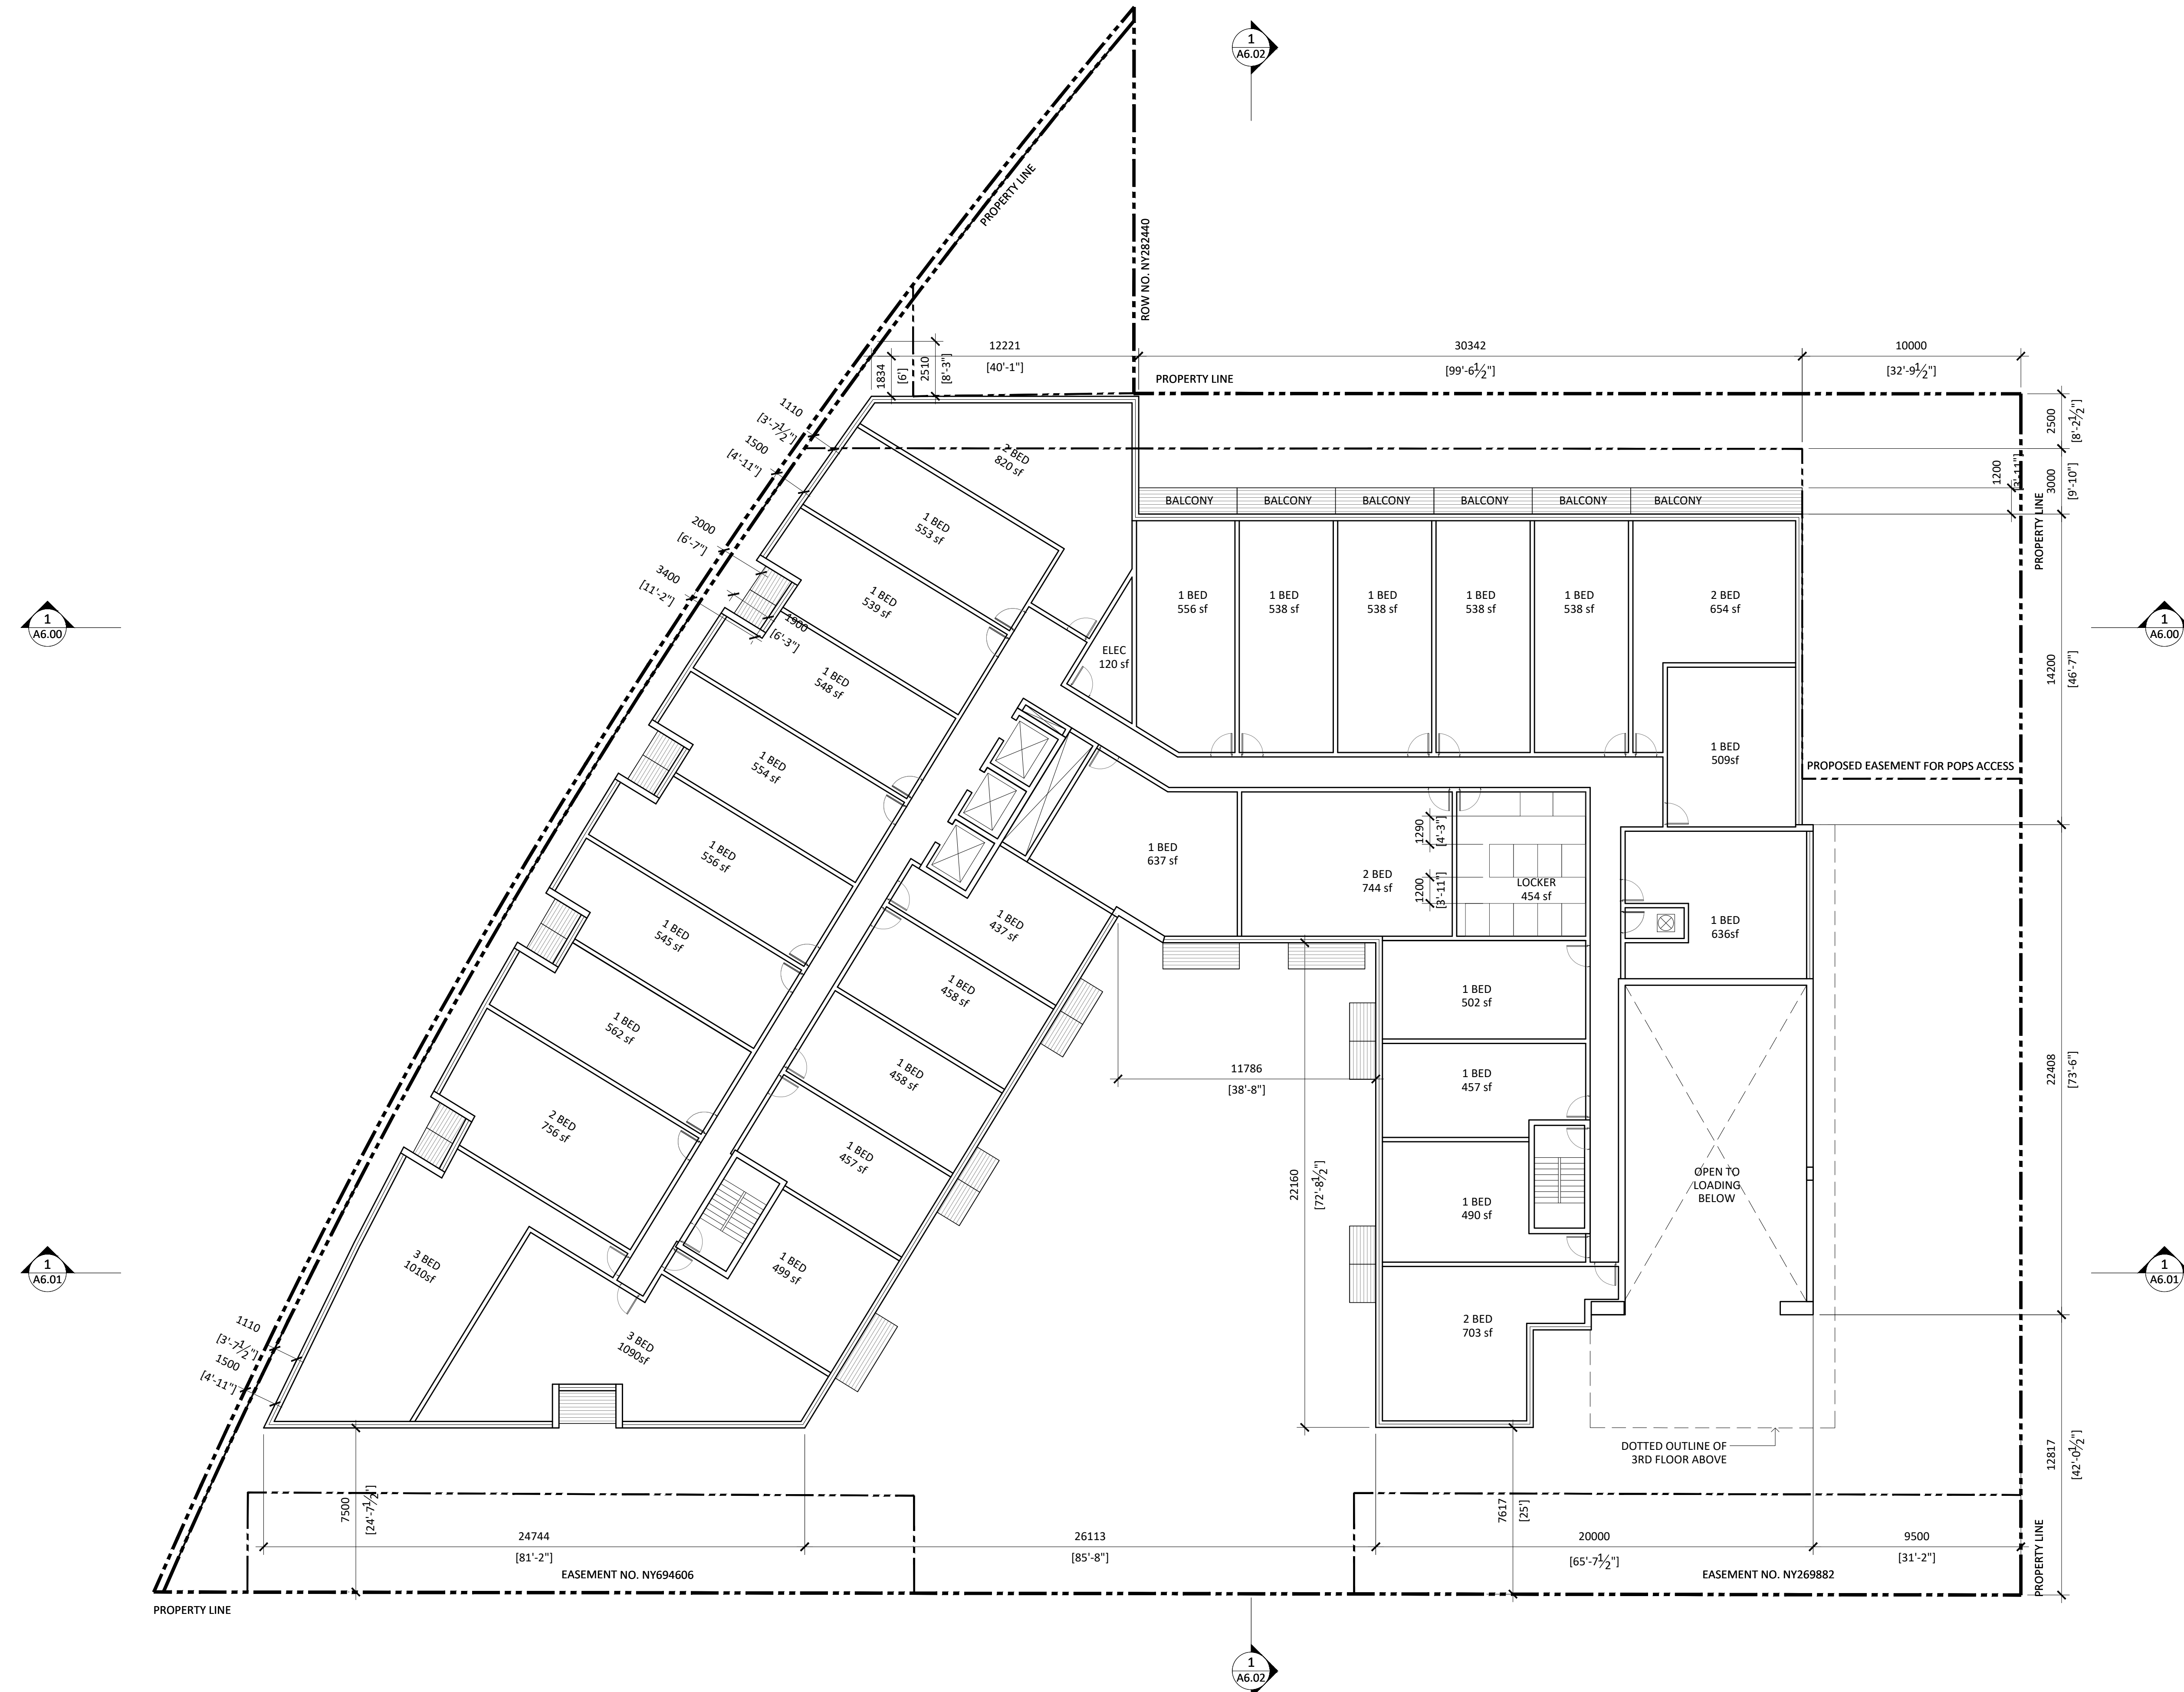 1
A6.02
PROPERTY LINE
ROW NO. NY282440
12221
[40'-1"]
30342
[99'-6½"]
10000
[32'-9½"]
1834
[6']
2510
[8'-3"]
PROPERTY LINE
2500
[8'-2½"]
1110
[3'-7½"]
1500
[4'-11"]
2000
[6'-7"]
3400
[11'-2"]
1900
[6'-3"]
1200
[3'-11"]
3000
[9'-10"]
PROPERTY LINE
2 BED
820 sf
BALCONY
BALCONY
BALCONY
BALCONY
BALCONY
BALCONY
1 BED
553 sf
1 BED
539 sf
1
A6.00
1 BED
556 sf
1 BED
538 sf
1 BED
538 sf
1 BED
538 sf
1 BED
538 sf
2 BED
654 sf
1
A6.00
ELEC
120 sf
14200
[46'-7"]
1 BED
548 sf
1 BED
554 sf
1 BED
509sf
PROPOSED EASEMENT FOR POPS ACCESS
1 BED
556 sf
1 BED
637 sf
2 BED
744 sf
1290
[4'-3"]
1200
[3'-11"]
LOCKER
454 sf
1 BED
636sf
1 BED
545 sf
1 BED
437 sf
1 BED
458 sf
1 BED
502 sf
1 BED
562 sf
1 BED
458 sf
11786
[38'-8"]
1 BED
457 sf
22408
[73'-6"]
2 BED
756 sf
1 BED
457 sf
22160
[72'-8½"]
1 BED
490 sf
OPEN TO
LOADING
BELOW
3 BED
1010sf
1 BED
499 sf
1
A6.01
1
A6.01
2 BED
703 sf
3 BED
1090sf
1110
[3'-7½"]
1500
[4'-11"]
DOTTED OUTLINE OF
3RD FLOOR ABOVE
12817
[42'-0½"]
7500
[24'-7½"]
7617
[25']
24744
[81'-2"]
26113
[85'-8"]
20000
[65'-7½"]
9500
[31'-2"]
PROPERTY LINE
EASEMENT NO. NY694606
EASEMENT NO. NY269882
PROPERTY LINE
1
A6.02